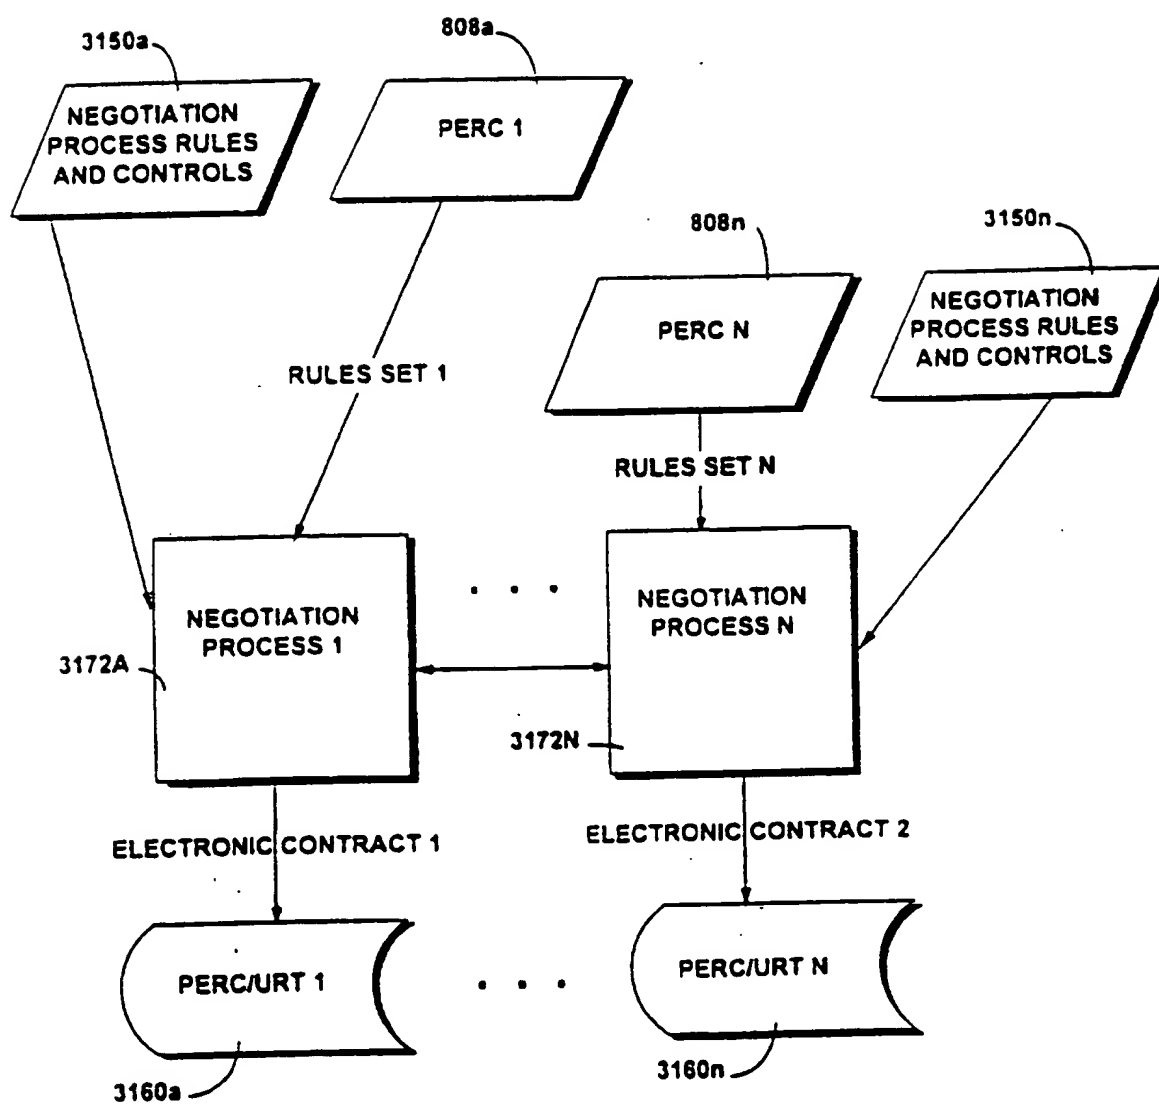 3150a
808a
NEGOTIATION
PROCESS RULES
AND CONTROLS
PERC 1
808n
3150n
PERC N
NEGOTIATION
PROCESS RULES
AND CONTROLS
RULES SET 1
RULES SET N
NEGOTIATION
PROCESS 1
NEGOTIATION
PROCESS N
3172A
3172N
ELECTRONIC CONTRACT 1
ELECTRONIC CONTRACT 2
PERC/URT 1
PERC/URT N
3160a
3160n